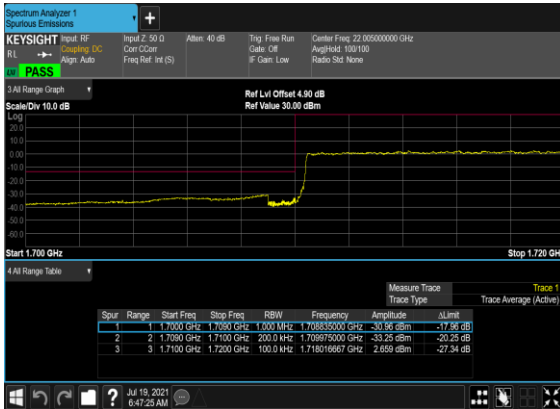 Spectrum Analyzer 1
Spurious Emissions
KEYSIGHT Input: RF Input Z: 50 Ω Atten: 40 dB Trig: Free Run Center Freq: 22.005000000 GHz
RL Coupling: DC Corr CCorr Gate: Off Avg|Hold: 100/100
Align: Auto Freq Ref: Int (S) IF Gain: Low Radio Std: None
PASS
3 All Range Graph
Ref Lvl Offset 4.90 dB
Scale/Div 10.0 dB Ref Value 30.00 dBm
Log
20.0
10.0
0.00
-10.0
-20.0
-30.0
-40.0
-50.0
-60.0
Start 1.700 GHz Stop 1.720 GH
4 All Range Table
Measure Trace Trace 1
Trace Type Trace Average (Active)
Spur Range Start Freq Stop Freq RBW Frequency Amplitude ΔLimit
1 1 1.7000 GHz 1.7090 GHz 1.000 MHz 1.708835000 GHz -30.96 dBm -17.96 dB
2 2 1.7090 GHz 1.7100 GHz 200.0 kHz 1.709975000 GHz -33.25 dBm -20.25 dB
3 3 1.7100 GHz 1.7200 GHz 100.0 kHz 1.718016667 GHz 2.659 dBm -27.34 dB
Jul 19, 2021
6:47:25 AM